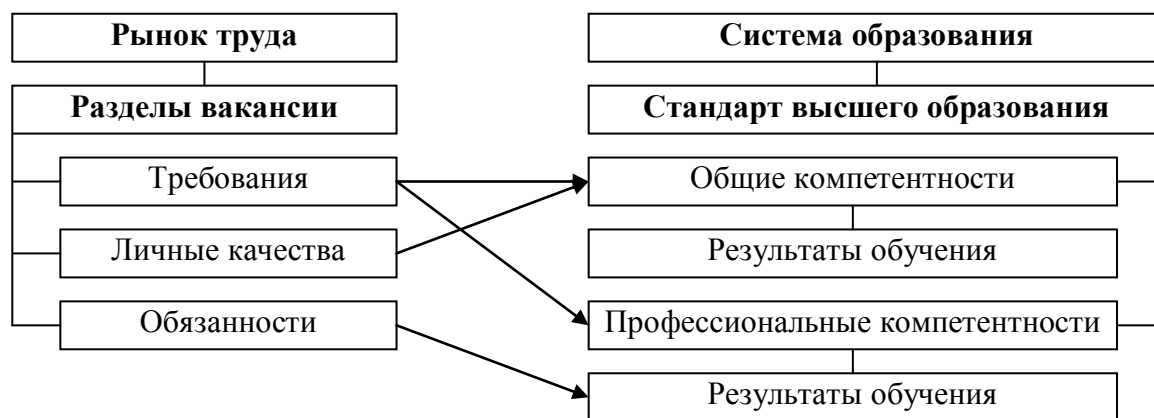 Рынок труда
Разделы вакансии
Требования
Личные качества
Обязанности
Система образования
Стандарт высшего образования
Общие компетентности
Результаты обучения
Профессиональные компетентности
Результаты обучения